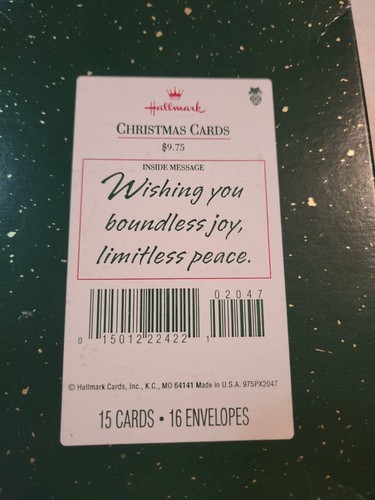 Hallmark
CHRISTMAS CARDS
$9.75
INSIDE MESSAGE
Wishing you
boundless joy,
limitless peace.
02047
0 15012 22422 1
© Hallmark Cards, Inc., K.C., MO 64141 Made in U.S.A. 975PX2047
15 CARDS • 16 ENVELOPES